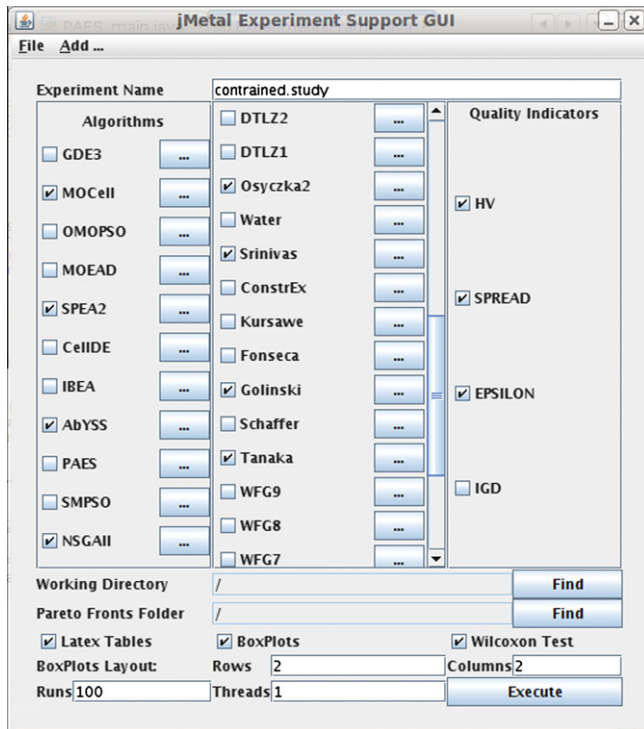 jMetal Experiment Support GUI
File Add ...
Experiment Name contrained.study
Algorithms
GDE3 ...
MOCell ...
OMOPSO ...
MOEAD ...
SPEA2 ...
CellDE ...
IBEA ...
AbYSS ...
PAES ...
SMPSO ...
NSGAII ...
DTLZ2 ...
DTLZ1 ...
Osyczka2 ...
Water ...
Srinivas ...
ConstrEx ...
Kursawe ...
Fonseca ...
Golinski ...
Schaffer ...
Tanaka ...
WFG9 ...
WFG8 ...
WFG7 ...
Quality Indicators
HV
SPREAD
EPSILON
IGD
Working Directory / Find
Pareto Fronts Folder / Find
Latex Tables BoxPlots Wilcoxon Test
BoxPlots Layout: Rows 2 Columns 2
Runs 100 Threads 1 Execute